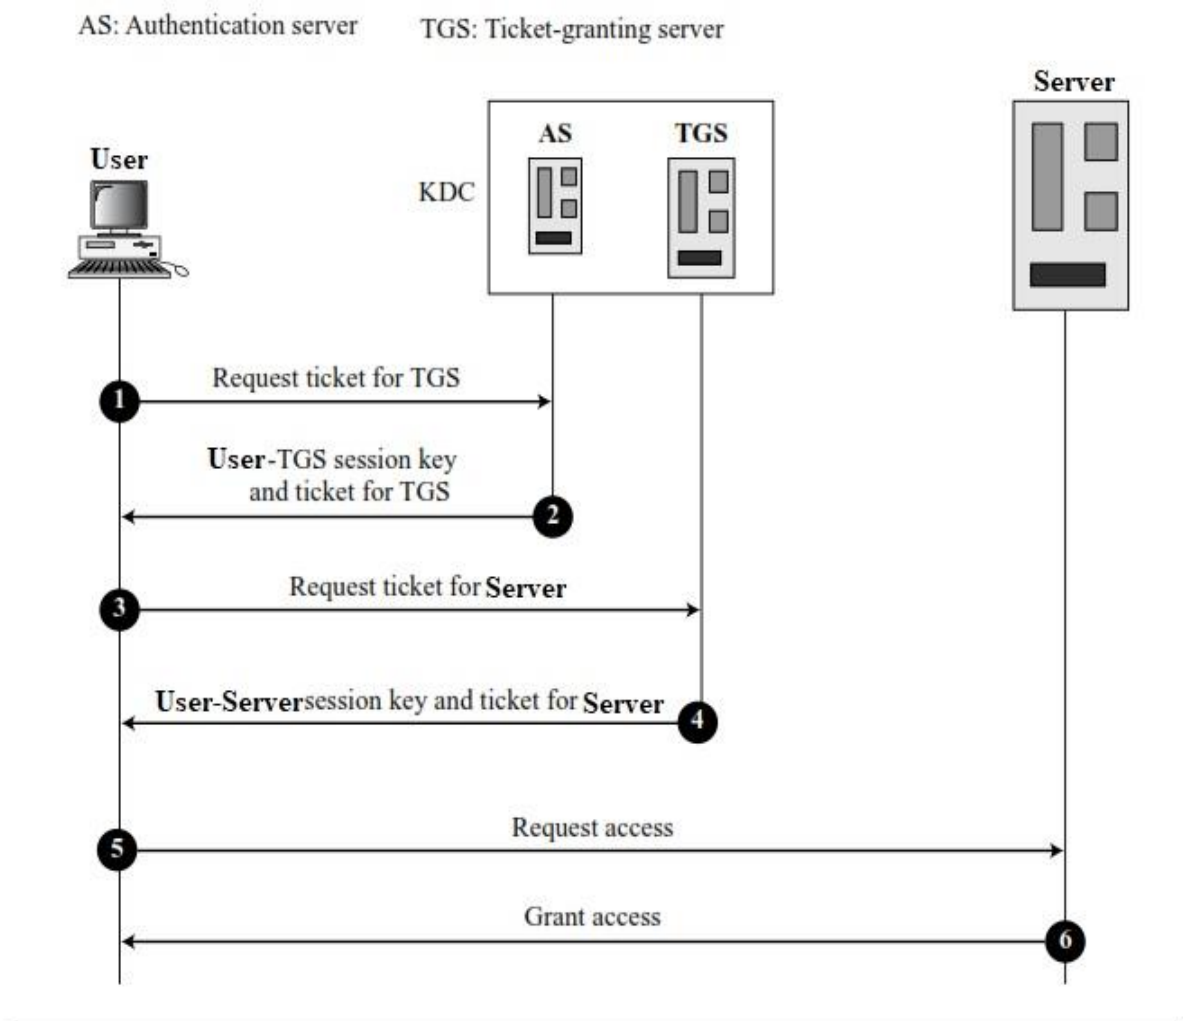 AS: Authentication server
TGS: Ticket-granting server
Server
AS
TGS
User
KDC
Request ticket for TGS
1
User-TGS session key
and ticket for TGS
2
Request ticket for Server
3
User-Server session key and ticket for Server
4
Request access
5
Grant access
6